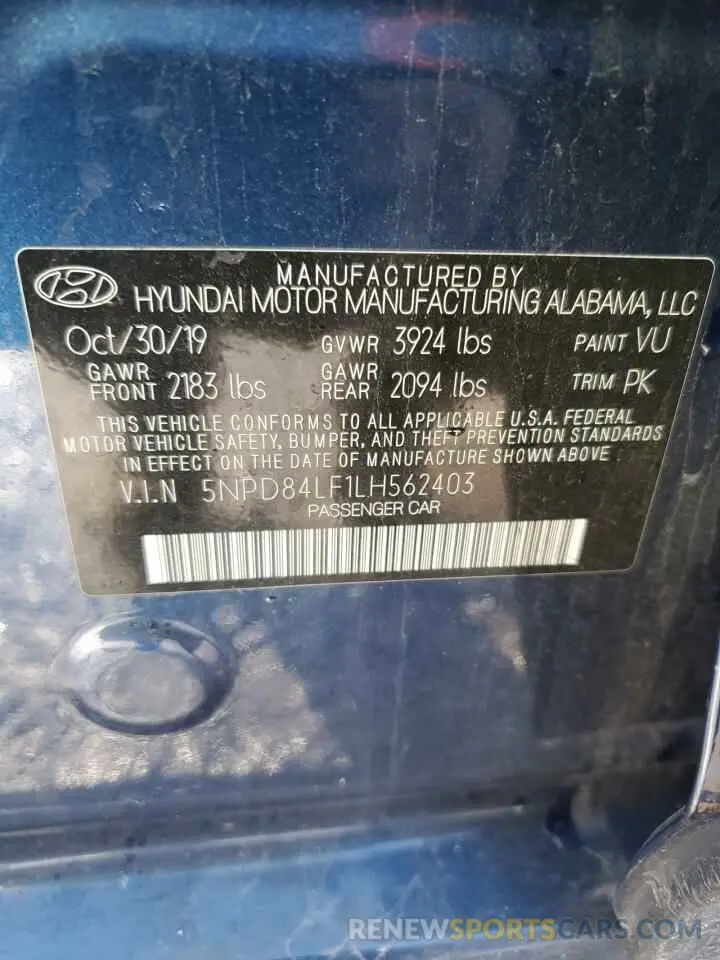 MANUFACTURED BY
HYUNDAI MOTOR MANUFACTURING ALABAMA, LLC
Oct/30/19 GVWR 3924 lbs PAINT VU
GAWR FRONT 2183 lbs GAWR REAR 2094 lbs TRIM PK
THIS VEHICLE CONFORMS TO ALL APPLICABLE U.S.A. FEDERAL
MOTOR VEHICLE SAFETY, BUMPER, AND THEFT PREVENTION STANDARDS
IN EFFECT ON THE DATE OF MANUFACTURE SHOWN ABOVE
V.I.N 5NPD84LF1LH562403
PASSENGER CAR
RENEWSPORTSCARS.COM